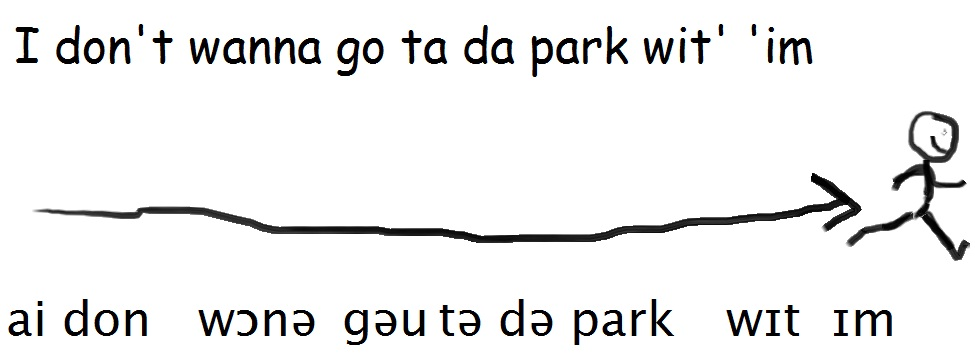 I don't wanna go ta da park wit' 'im
ai don wɔnə gəu tə də park wɪt ɪm